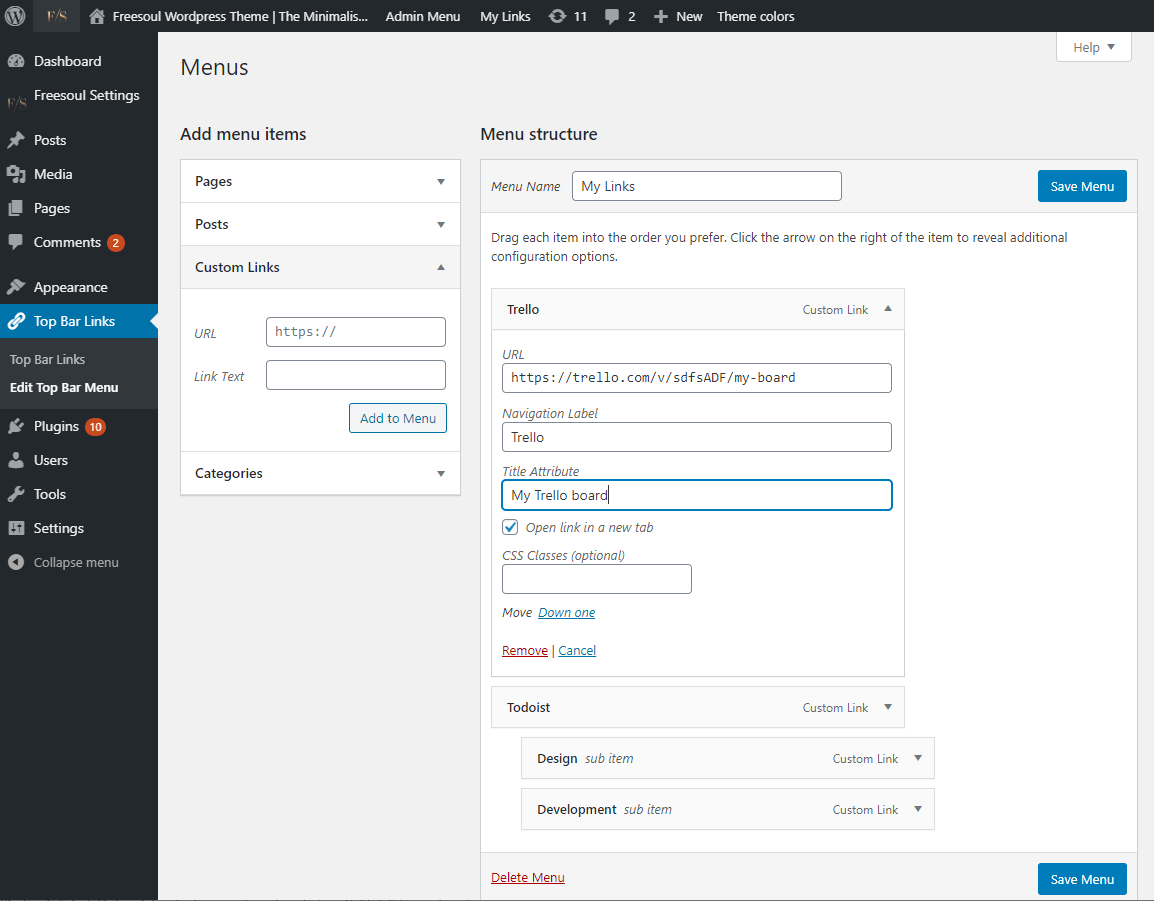 F/S Freesoul Wordpress Theme | The Minimalis... Admin Menu My Links 11 2 New Theme colors
Help
Dashboard
F/S Freesoul Settings
Posts
Media
Pages
Comments 2
Appearance
Top Bar Links
Top Bar Links
Edit Top Bar Menu
Plugins 10
Users
Tools
Settings
Collapse menu
Menus
Add menu items
Pages
Posts
Custom Links
URL https://
Link Text
Add to Menu
Categories
Menu structure
Menu Name My Links Save Menu
Drag each item into the order you prefer. Click the arrow on the right of the item to reveal additional
configuration options.
Trello Custom Link
URL
https://trello.com/v/sdfsADF/my-board
Navigation Label
Trello
Title Attribute
My Trello board
Open link in a new tab
CSS Classes (optional)
Move Down one
Remove | Cancel
Todoist Custom Link
Design sub item Custom Link
Development sub item Custom Link
Delete Menu Save Menu